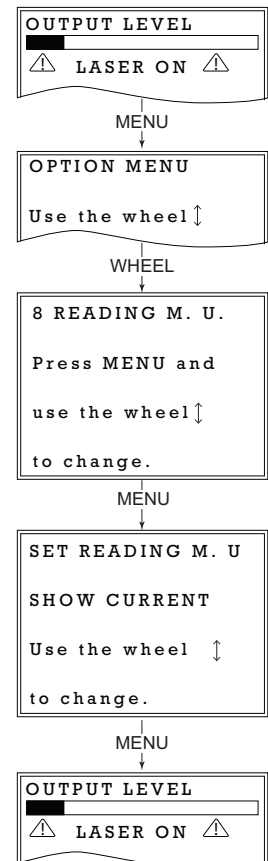 OUTPUT LEVEL
LASER ON
MENU
OPTION MENU
Use the wheel
WHEEL
8 READING M. U.
Press MENU and
use the wheel
to change.
MENU
SET READING M. U
SHOW CURRENT
Use the wheel
to change.
MENU
OUTPUT LEVEL
LASER ON